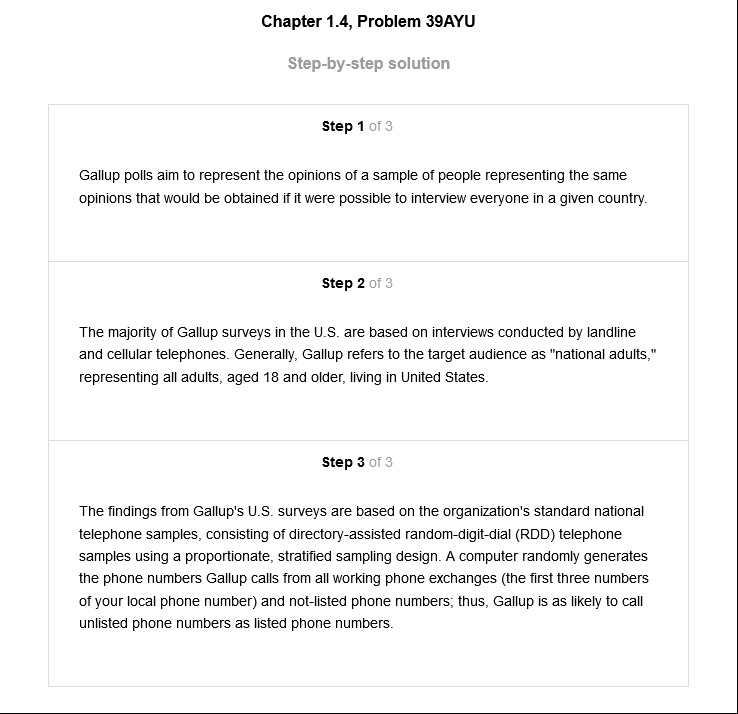 Chapter 1.4, Problem 39AYU
Step-by-step solution
Step 1 of 3
Gallup polls aim to represent the opinions of a sample of people representing the same
opinions that would be obtained if it were possible to interview everyone in a given country.
Step 2 of 3
The majority of Gallup surveys in the U.S. are based on interviews conducted by landline
and cellular telephones. Generally, Gallup refers to the target audience as "national adults,"
representing all adults, aged 18 and older, living in United States.
Step 3 of 3
The findings from Gallup's U.S. surveys are based on the organization's standard national
telephone samples, consisting of directory-assisted random-digit-dial (RDD) telephone
samples using a proportionate, stratified sampling design. A computer randomly generates
the phone numbers Gallup calls from all working phone exchanges (the first three numbers
of your local phone number) and not-listed phone numbers; thus, Gallup is as likely to call
unlisted phone numbers as listed phone numbers.